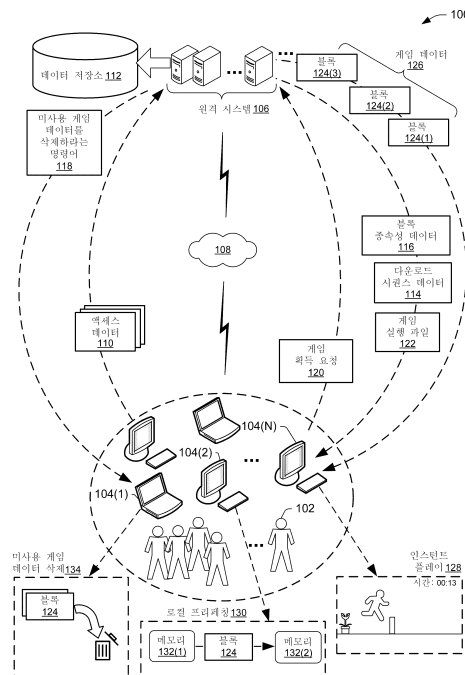 100
데이터 저장소 112
원격 시스템 106
게임 데이터
126
블록
124(3)
블록
124(2)
블록
124(1)
미사용 게임
데이터를
삭제하라는
명령어
118
108
블록
종속성 데이터
116
다운로드
시퀀스 데이터
114
게임
실행 파일
122
액세스
데이터
110
게임
획득 요청
120
104(N)
104(2)
104(1)
102
미사용 게임
데이터 삭제134
블록
124
로컬 프리페칭130
메모리
132(1)
블록
124
메모리
132(2)
인스턴트
플레이 128
시간: 00:13